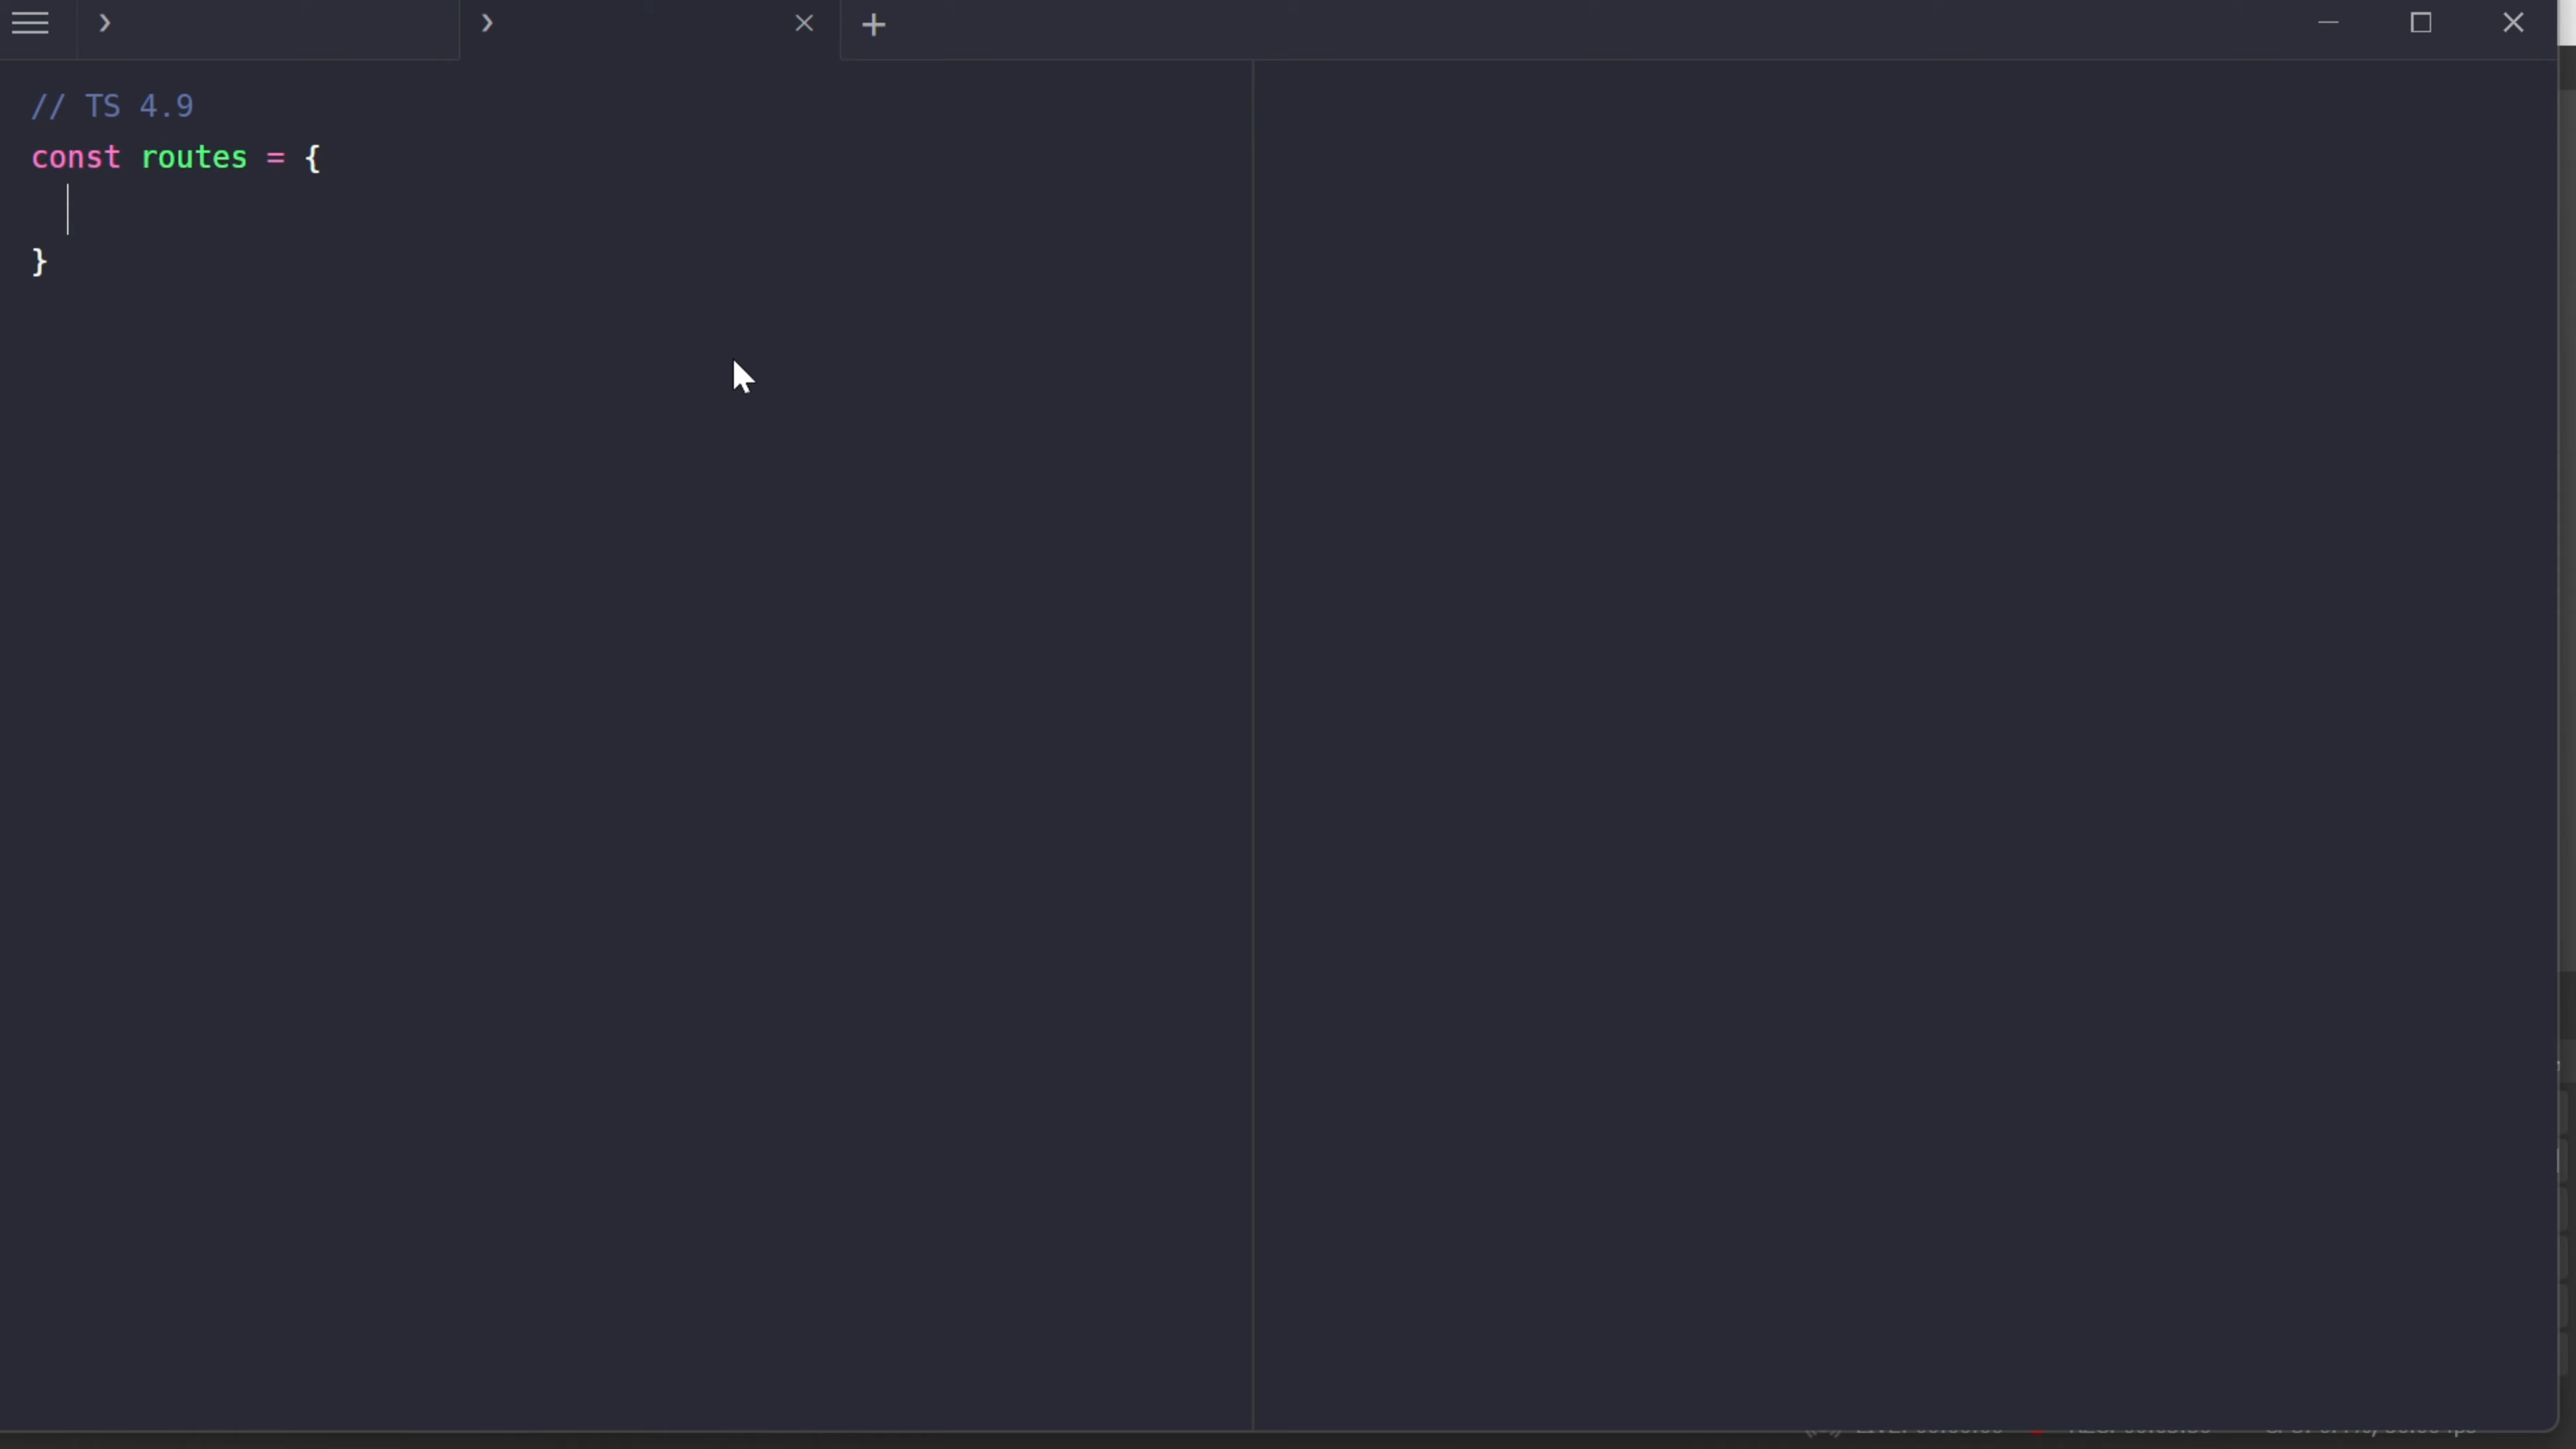 // TS 4.9
const routes = {
}